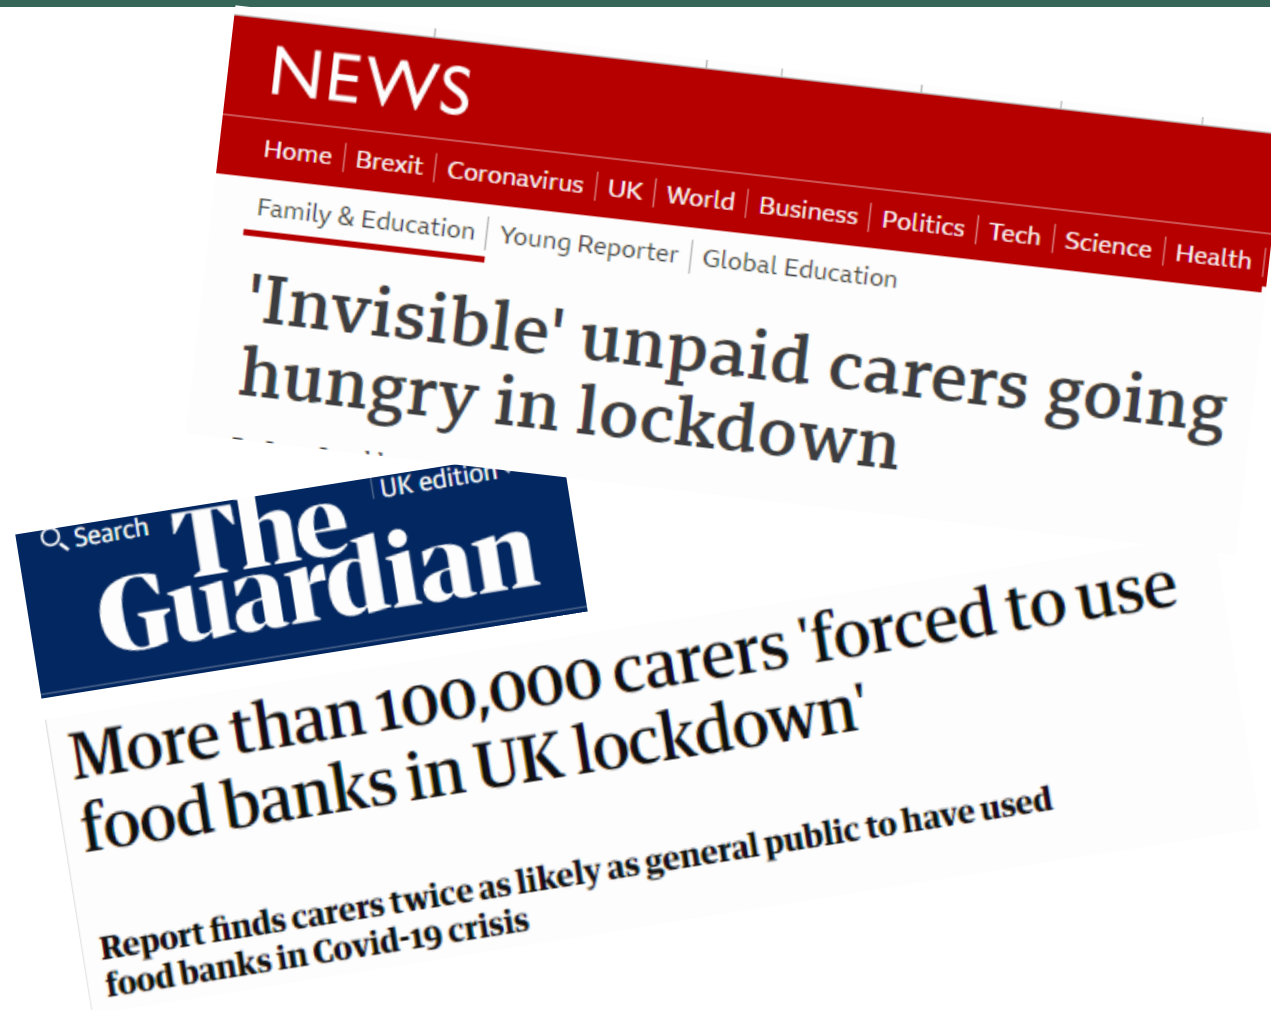 NEWS
Home Brexit Coronavirus UK World Business Politics Tech Science Health
Family & Education Young Reporter Global Education
'Invisible' unpaid carers going
hungry in lockdown
UK edition
Search
The
Guardian
More than 100,000 carers 'forced to use
food banks in UK lockdown'
Report finds carers twice as likely as general public to have used
food banks in Covid-19 crisis